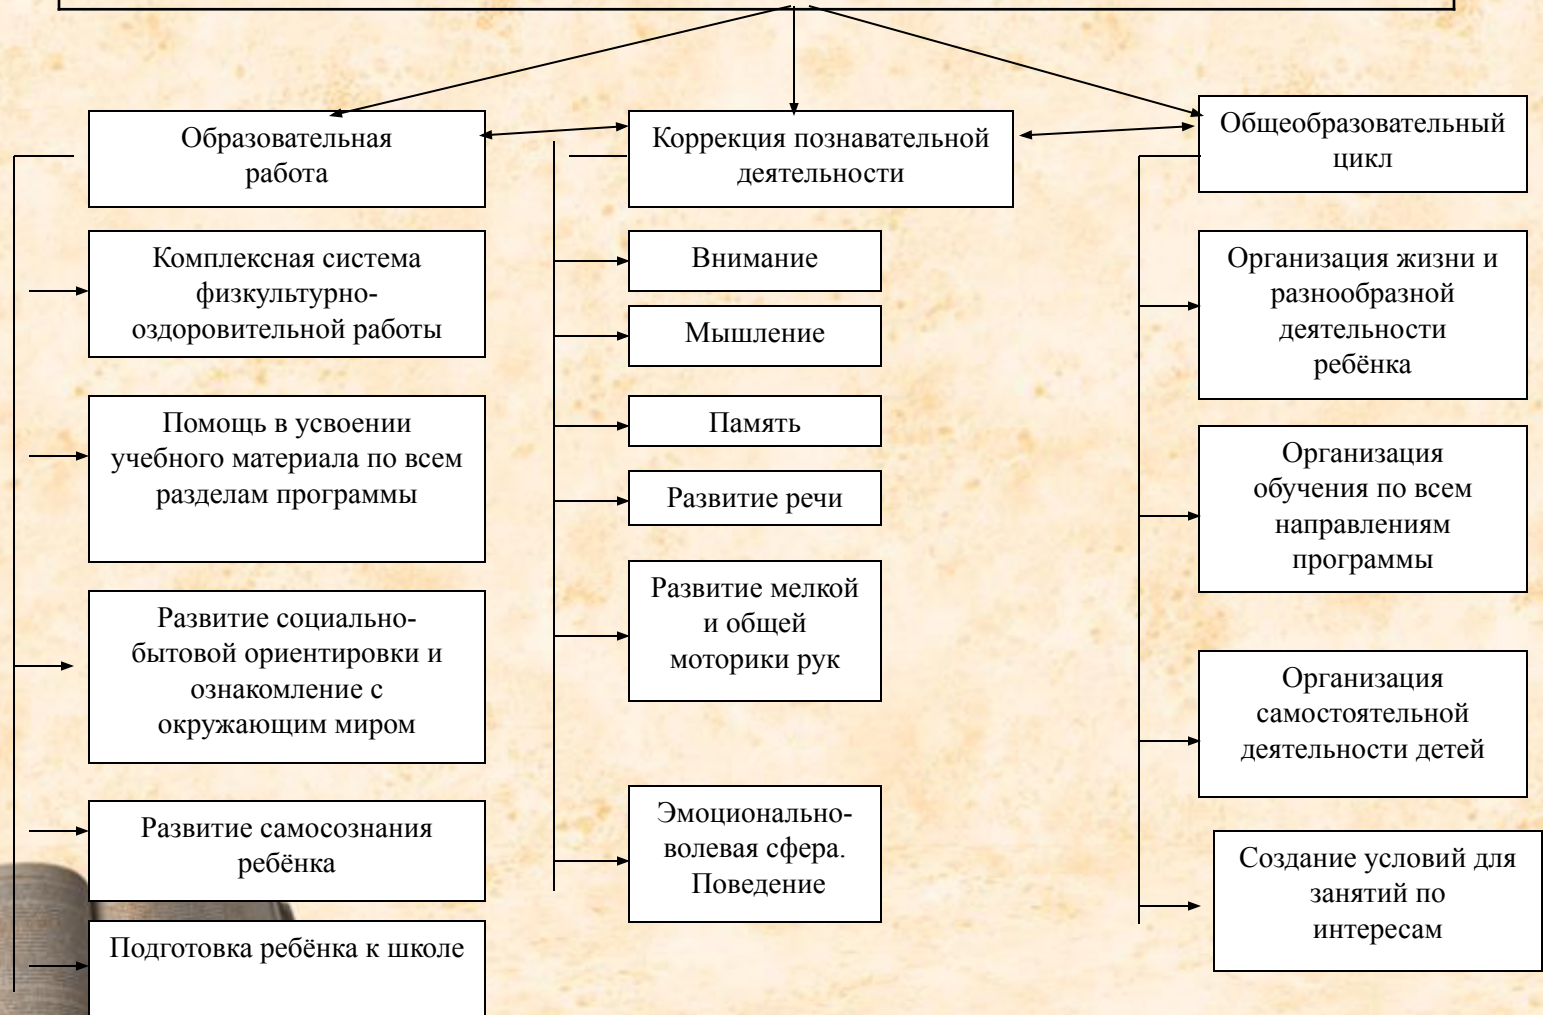 Образовательная
работа
Комплексная система
физкультурно-
оздоровительной работы
Помощь в усвоении
учебного материала по всем
разделам программы
Развитие социально-
бытовой ориентировки и
ознакомление с
окружающим миром
Развитие самосознания
ребёнка
Подготовка ребёнка к школе
Коррекция познавательной
деятельности
Внимание
Мышление
Память
Развитие речи
Развитие мелкой
и общей
моторики рук
Эмоционально-
волевая сфера.
Поведение
Общеобразовательный
цикл
Организация жизни и
разнообразной
деятельности
ребёнка
Организация
обучения по всем
направлениям
программы
Организация
самостоятельной
деятельности детей
Создание условий для
занятий по
интересам